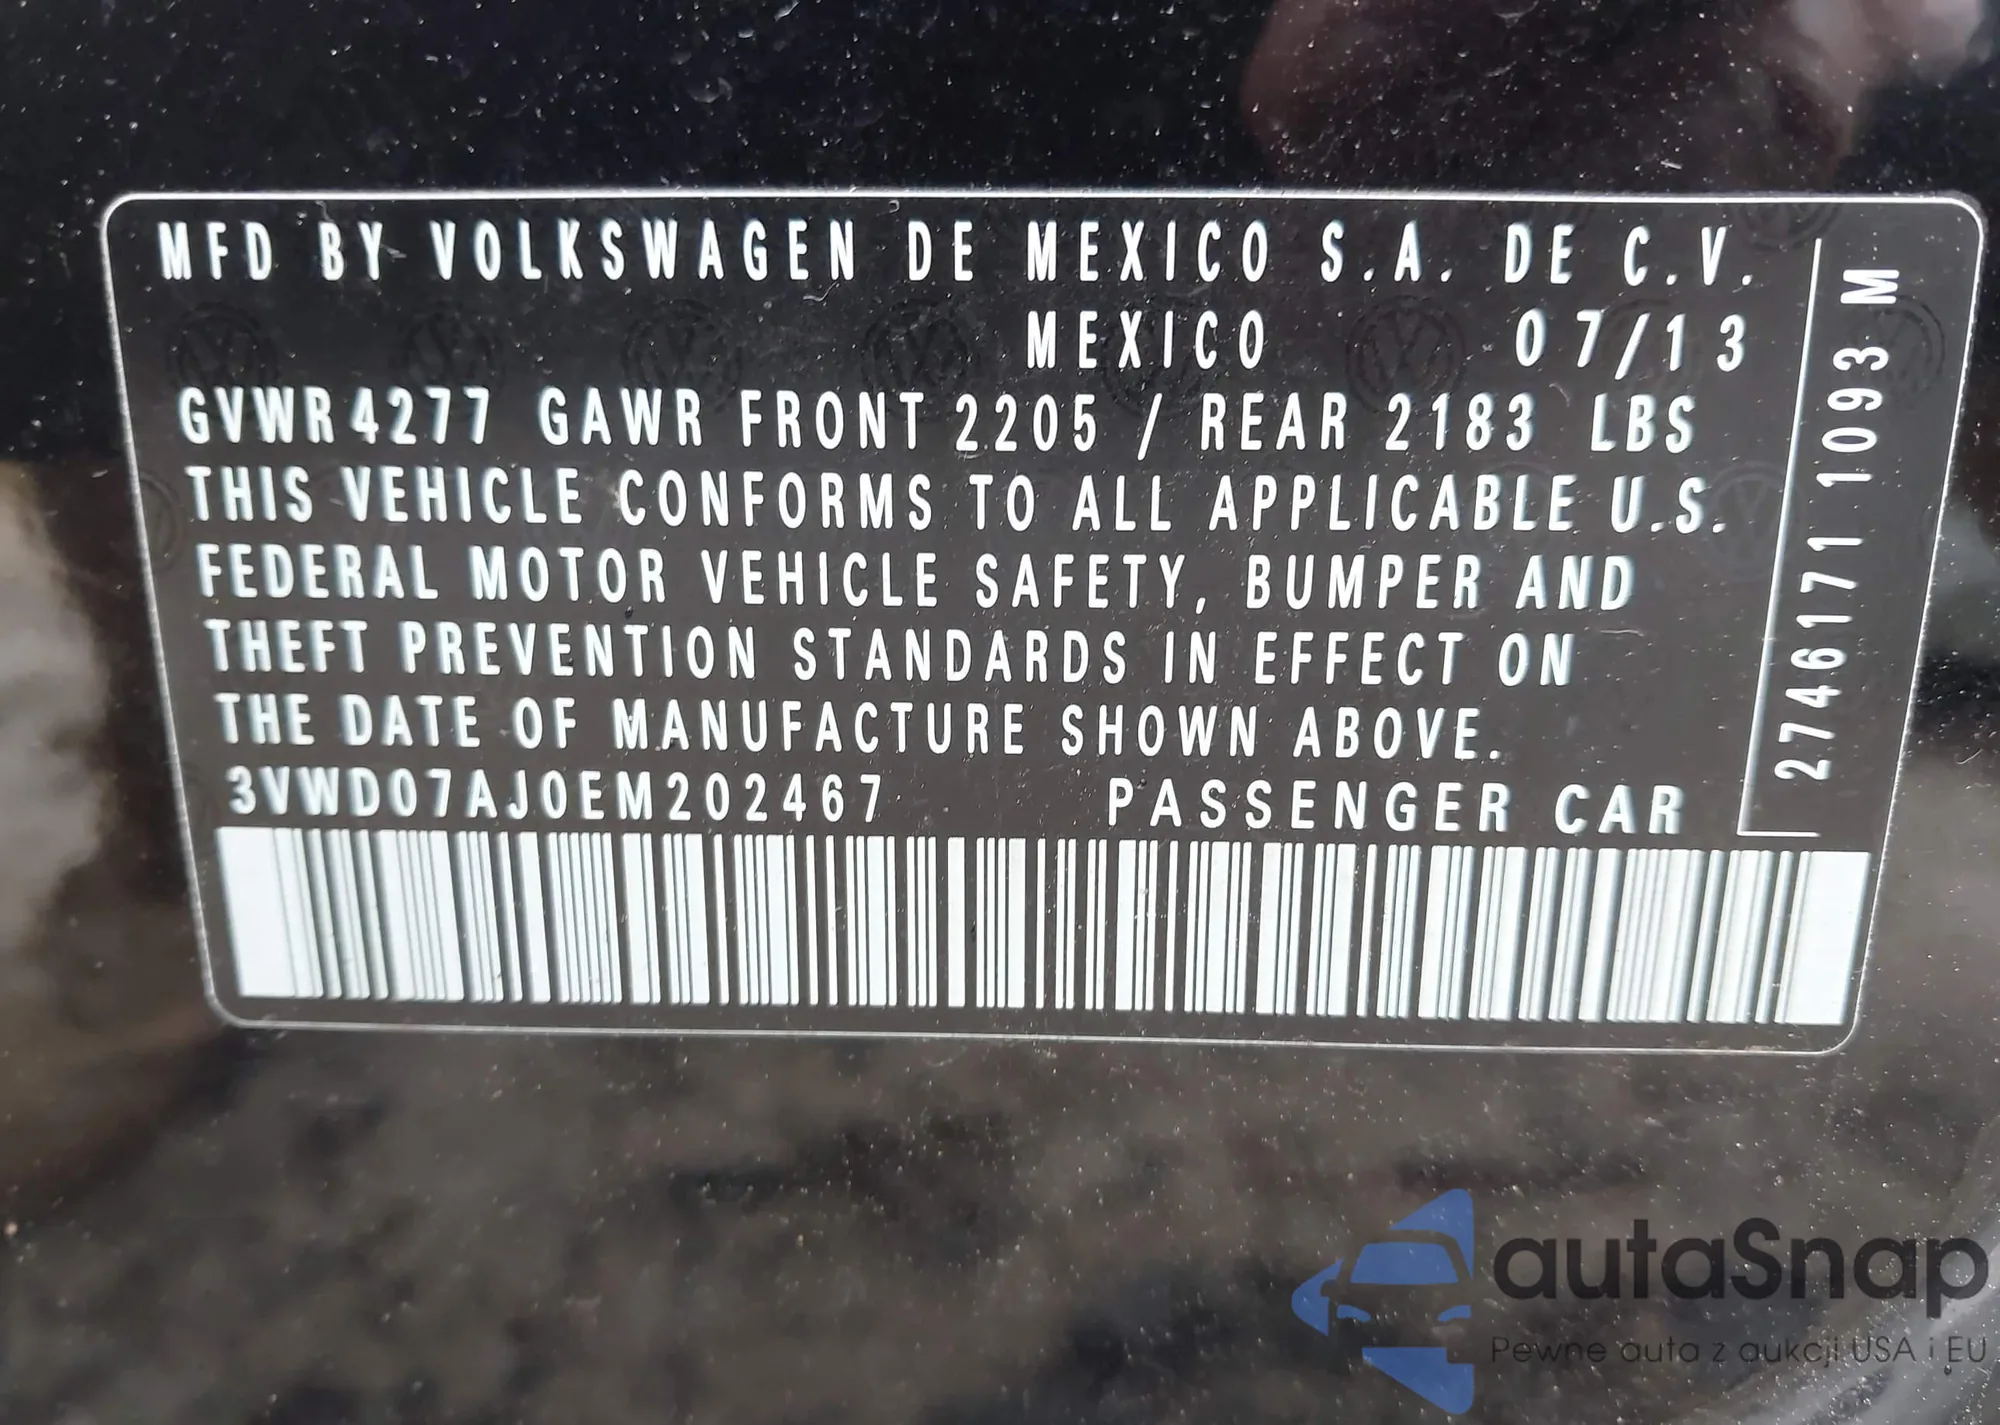 MFD BY VOLKSWAGEN DE MEXICO S.A. DE C.V.
MEXICO 07/13
GVWR 4277 GAWR FRONT 2205 / REAR 2183 LBS
THIS VEHICLE CONFORMS TO ALL APPLICABLE U.S.
FEDERAL MOTOR VEHICLE SAFETY, BUMPER AND
THEFT PREVENTION STANDARDS IN EFFECT ON
THE DATE OF MANUFACTURE SHOWN ABOVE.
3VWD07AJ0EM202467 PASSENGER CAR
2746171 1093 M
autaSnap
Pewne auta z aukcji USA i EU